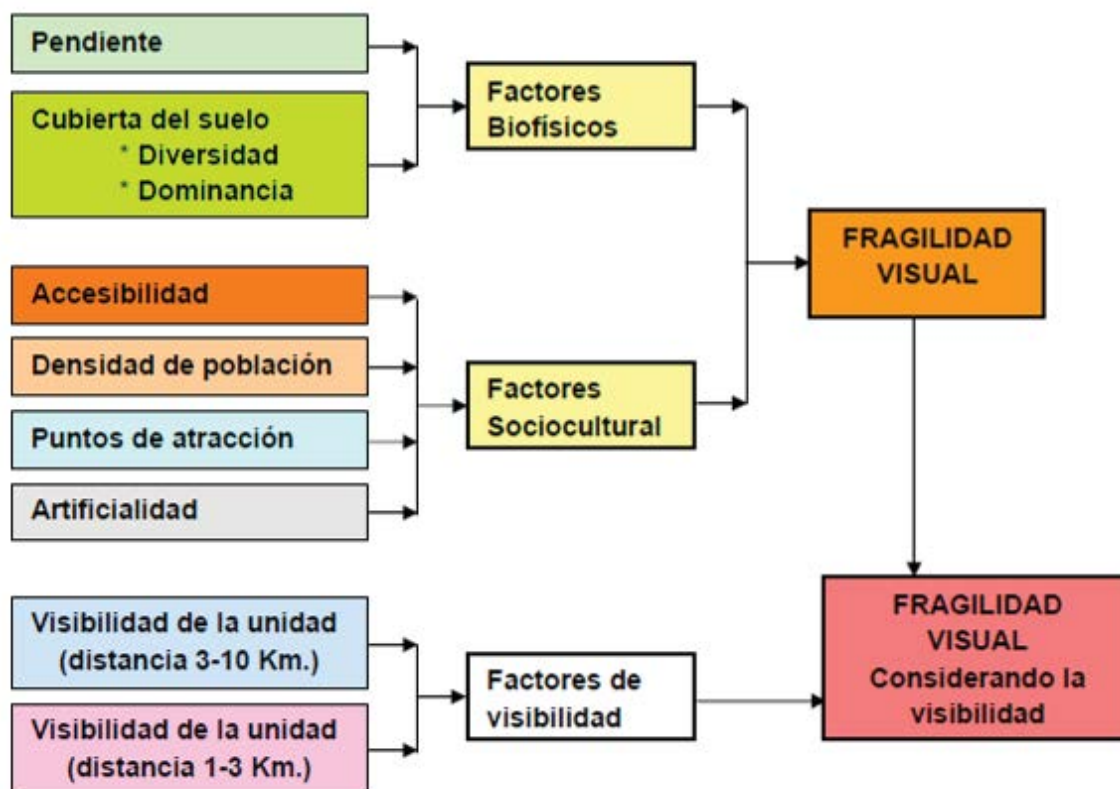 Pendiente
Cubierta del suelo
* Diversidad
* Dominancia
Factores
Biofísicos
FRAGILIDAD
VISUAL
Accesibilidad
Densidad de población
Puntos de atracción
Artificialidad
Factores
Sociocultural
Visibilidad de la unidad
(distancia 3-10 Km.)
Visibilidad de la unidad
(distancia 1-3 Km.)
Factores de
visibilidad
FRAGILIDAD
VISUAL
Considerando la
visibilidad